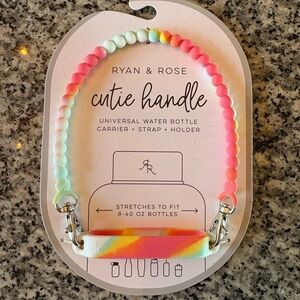 RYAN & ROSE
cutie handle
UNIVERSAL WATER BOTTLE
CARRIER + STRAP + HOLDER
RR
STRETCHES TO FIT
8-40 OZ BOTTLES